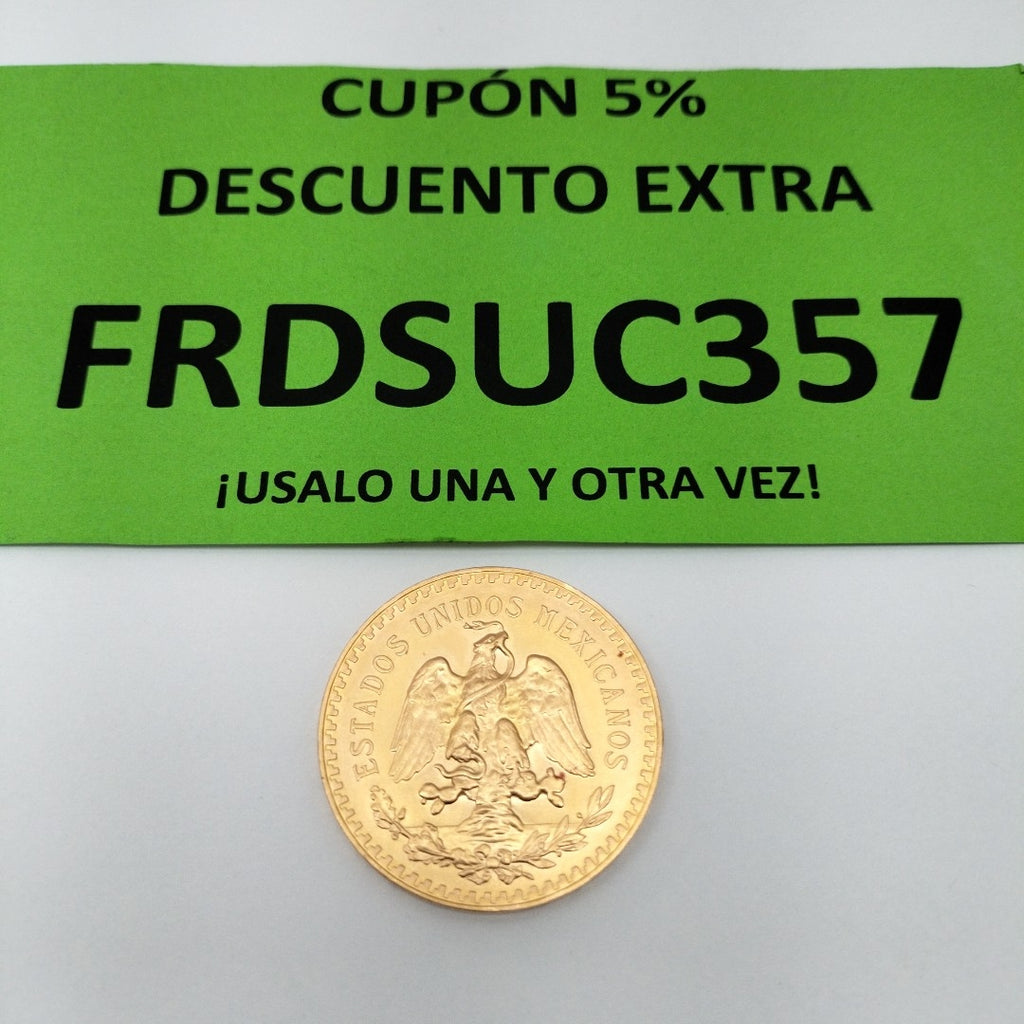 CUPÓN 5%
DESCUENTO EXTRA
FRDSUC357
¡USALO UNA Y OTRA VEZ!
ESTADOS UNIDOS MEXICANOS